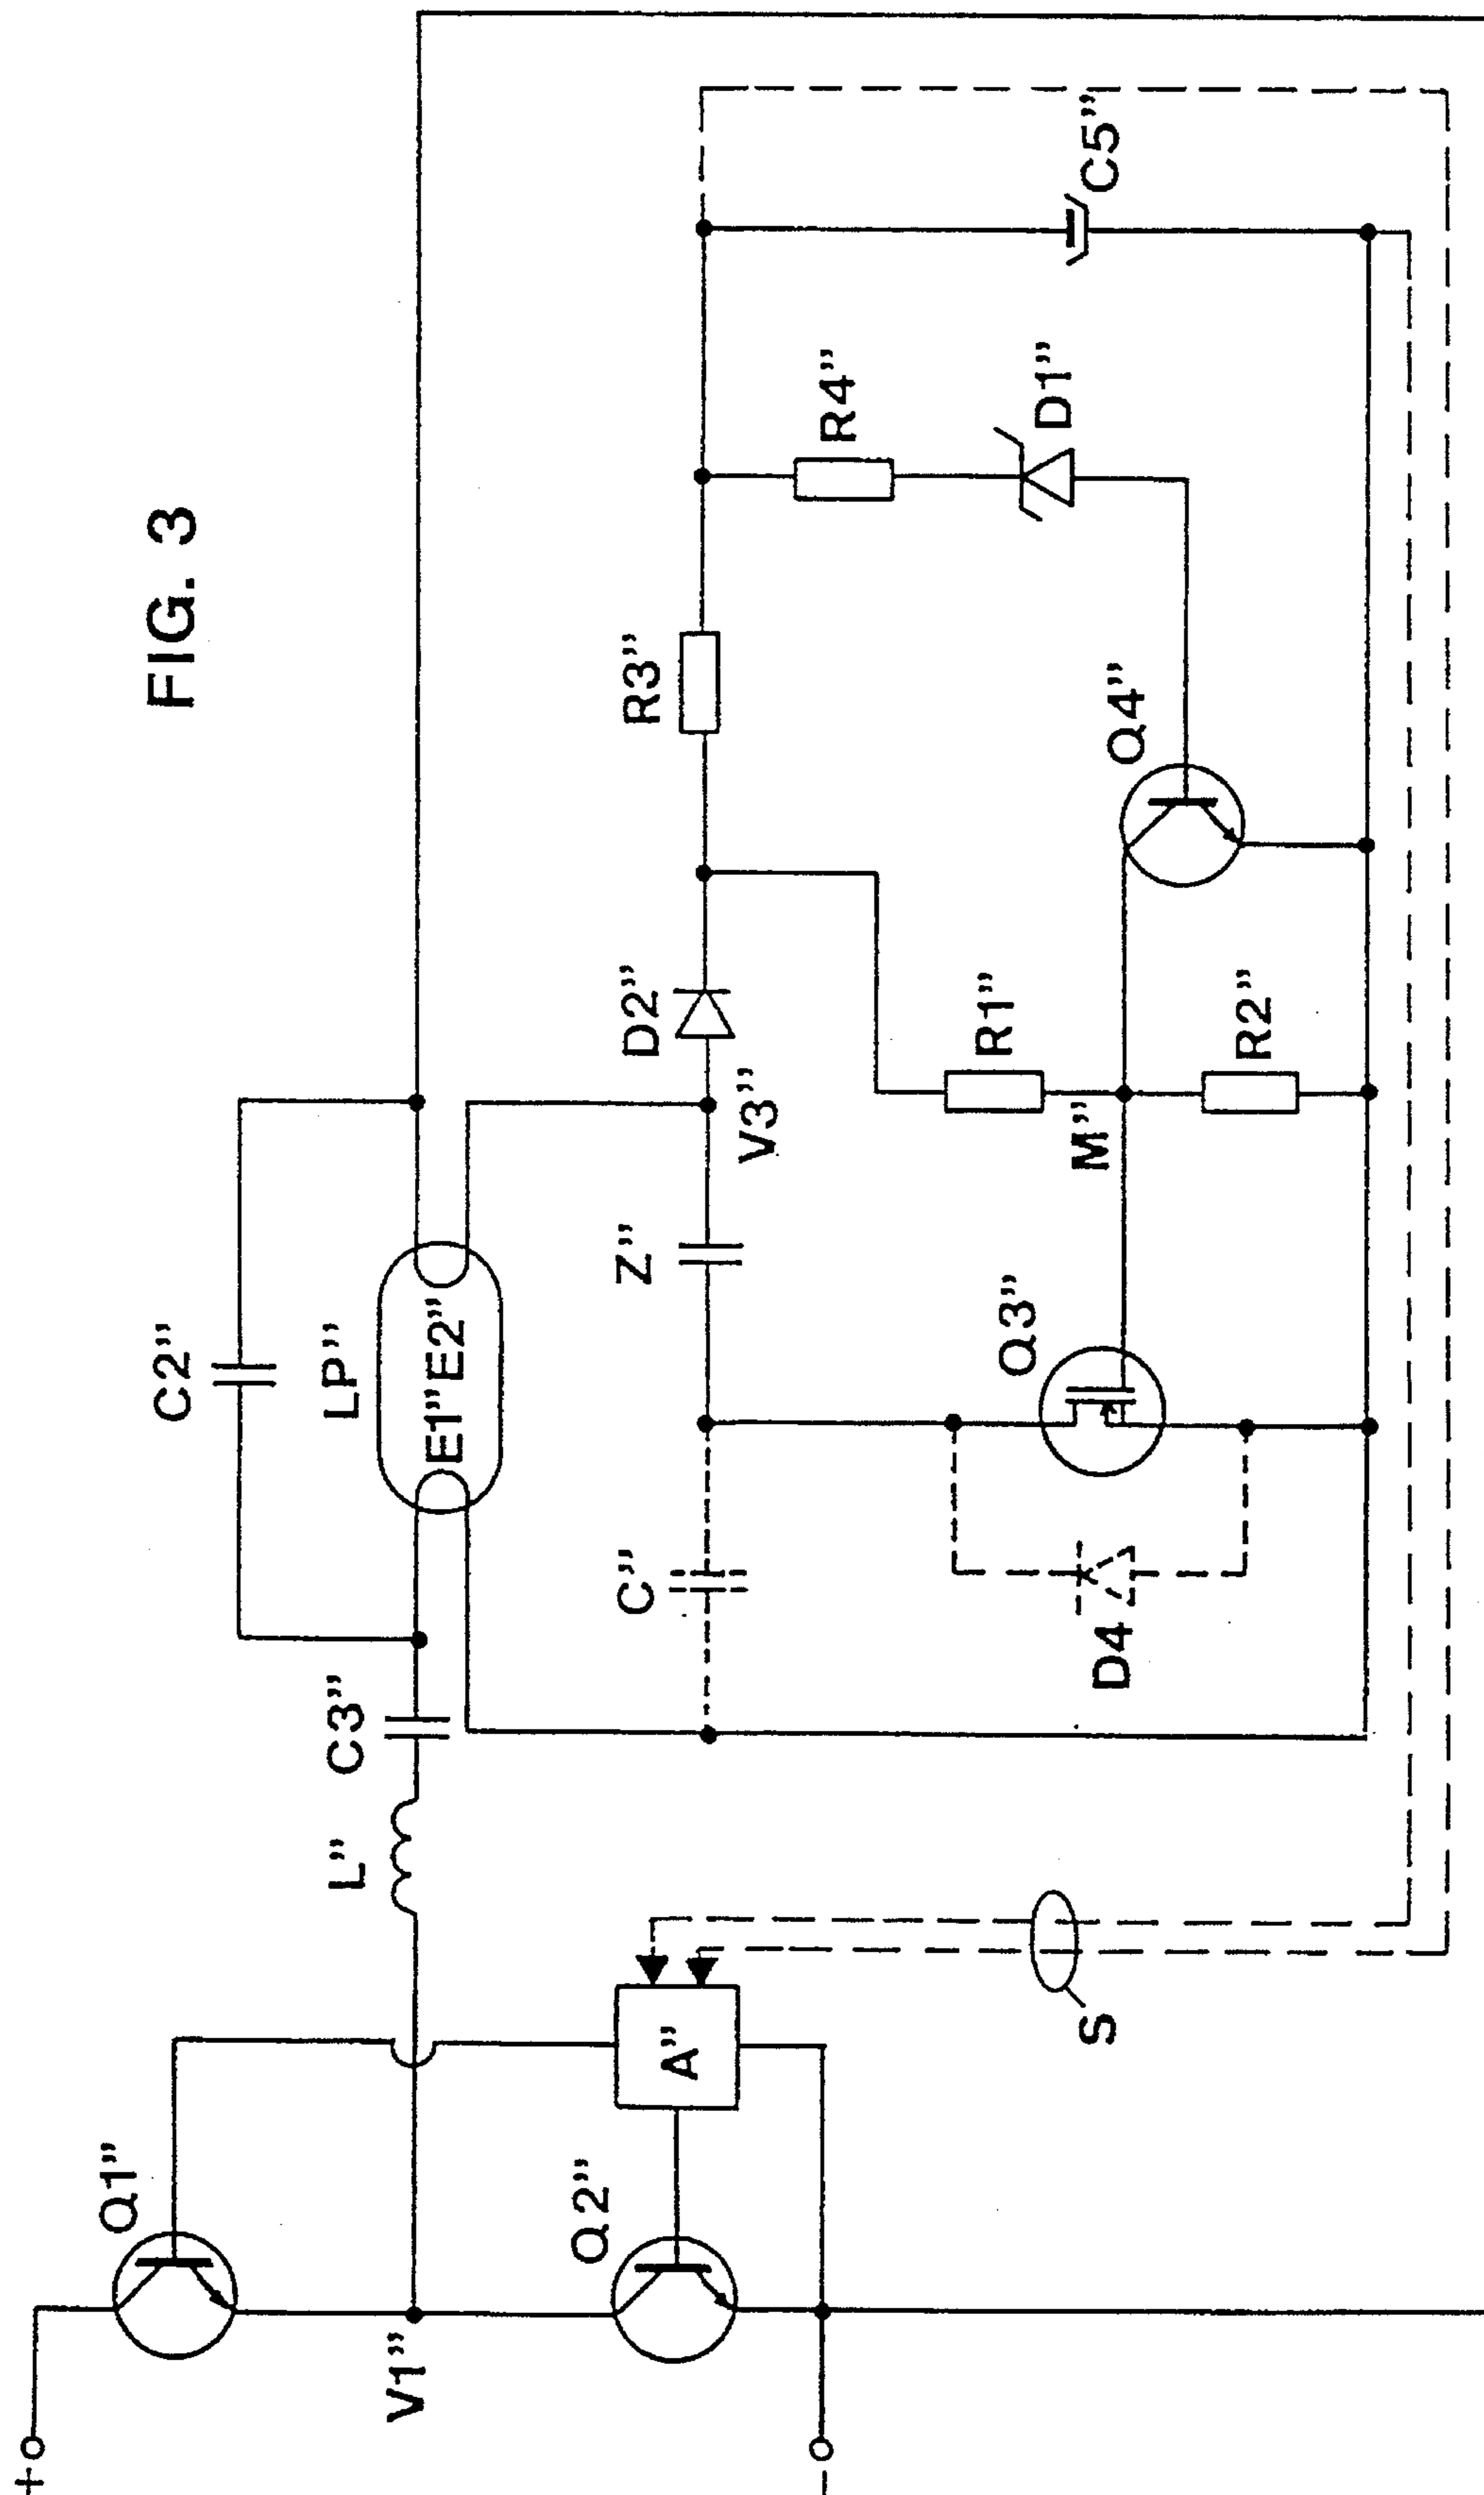 FIG. 3
C2”
LP”
E1”E2”
L”
C3”
C”
Z”
D2”
R3”
V3”
R4”
D1”
C5”
Q4”
R1”
M”
R2”
Q3”
D4
S
A”
Q1”
Q2”
V1”
+
-